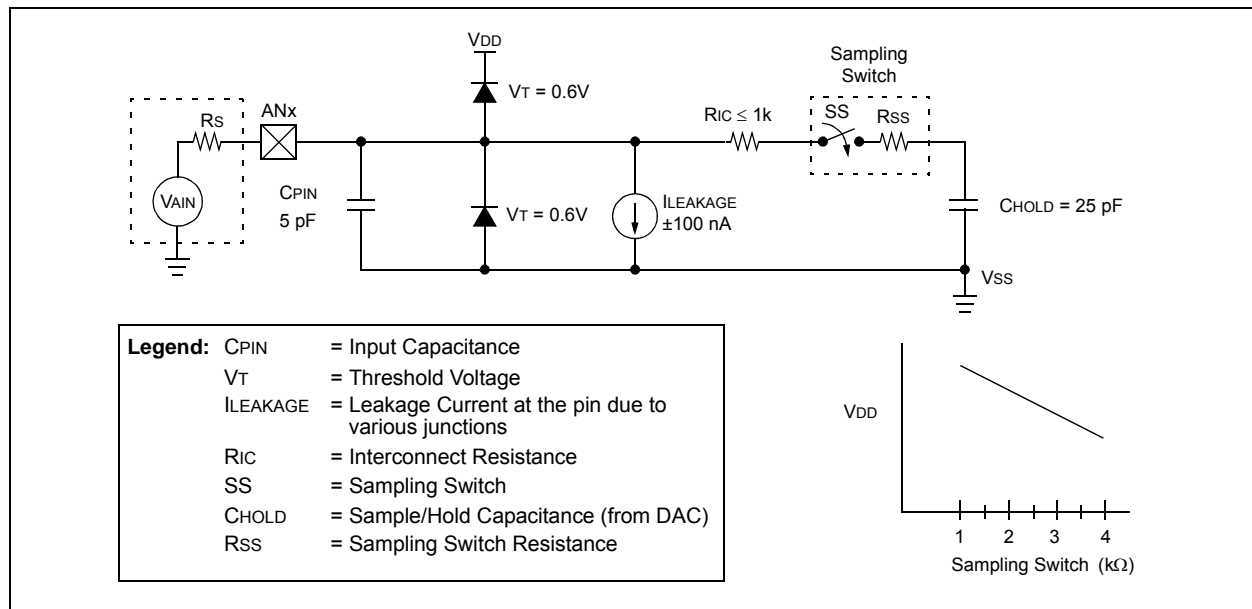 VDD
Sampling
Switch
VT = 0.6V
RIC ≤ 1k
SS
RSS
RS
ANx
VAIN
CPIN
5 pF
VT = 0.6V
ILEAKAGE
±100 nA
CHOLD = 25 pF
VSS
Legend: CPIN = Input Capacitance
VT = Threshold Voltage
ILEAKAGE = Leakage Current at the pin due to
various junctions
RIC = Interconnect Resistance
SS = Sampling Switch
CHOLD = Sample/Hold Capacitance (from DAC)
RSS = Sampling Switch Resistance
VDD
1 2 3 4
Sampling Switch (kΩ)